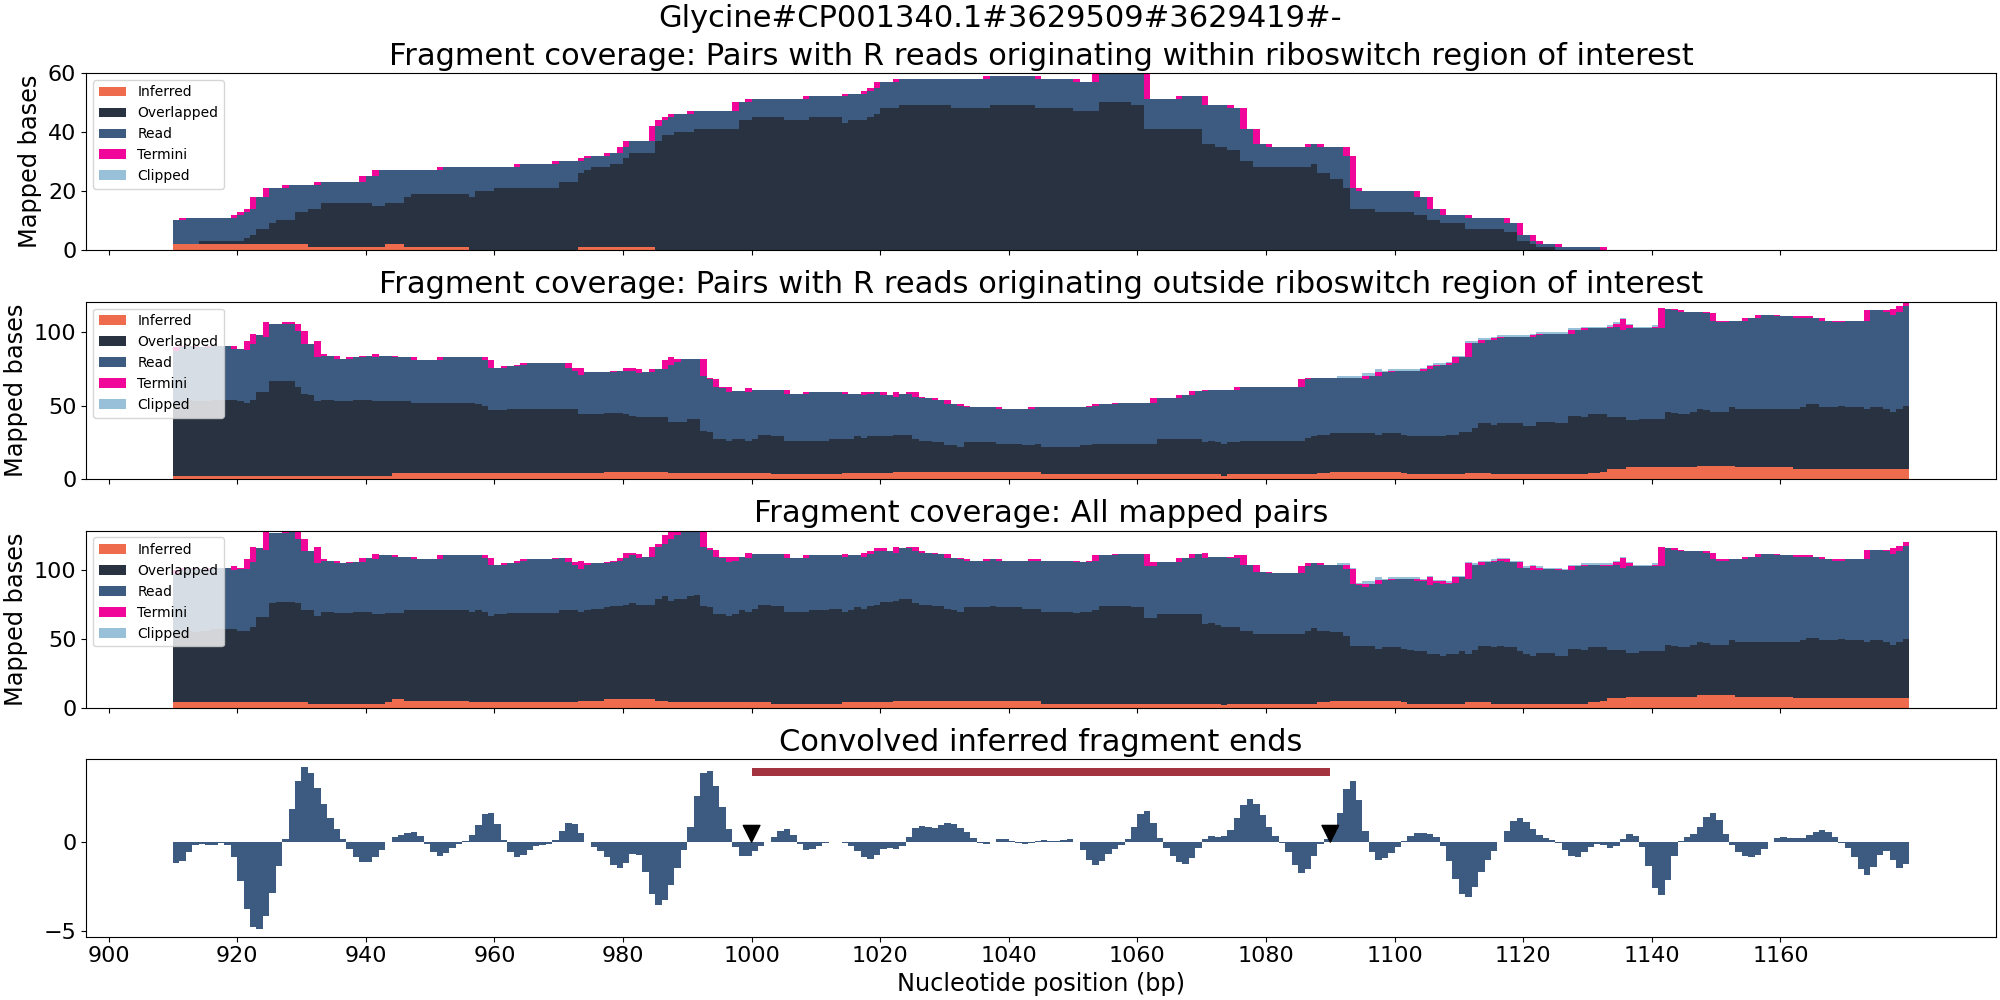 Glycine#CP001340.1#3629509#3629419#-
Fragment coverage: Pairs with R reads originating within riboswitch region of interest
Mapped bases
60
40
20
0
Inferred
Overlapped
Read
Termini
Clipped
Fragment coverage: Pairs with R reads originating outside riboswitch region of interest
Mapped bases
100
50
0
Inferred
Overlapped
Read
Termini
Clipped
Fragment coverage: All mapped pairs
Mapped bases
100
50
0
Inferred
Overlapped
Read
Termini
Clipped
Convolved inferred fragment ends
0
−5
900 920 940 960 980 1000 1020 1040 1060 1080 1100 1120 1140 1160
Nucleotide position (bp)